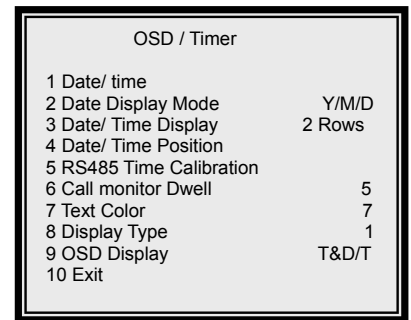 OSD / Timer
1 Date/ time
2 Date Display Mode Y/M/D
3 Date/ Time Display 2 Rows
4 Date/ Time Position
5 RS485 Time Calibration
6 Call monitor Dwell 5
7 Text Color 7
8 Display Type 1
9 OSD Display T&D/T
10 Exit